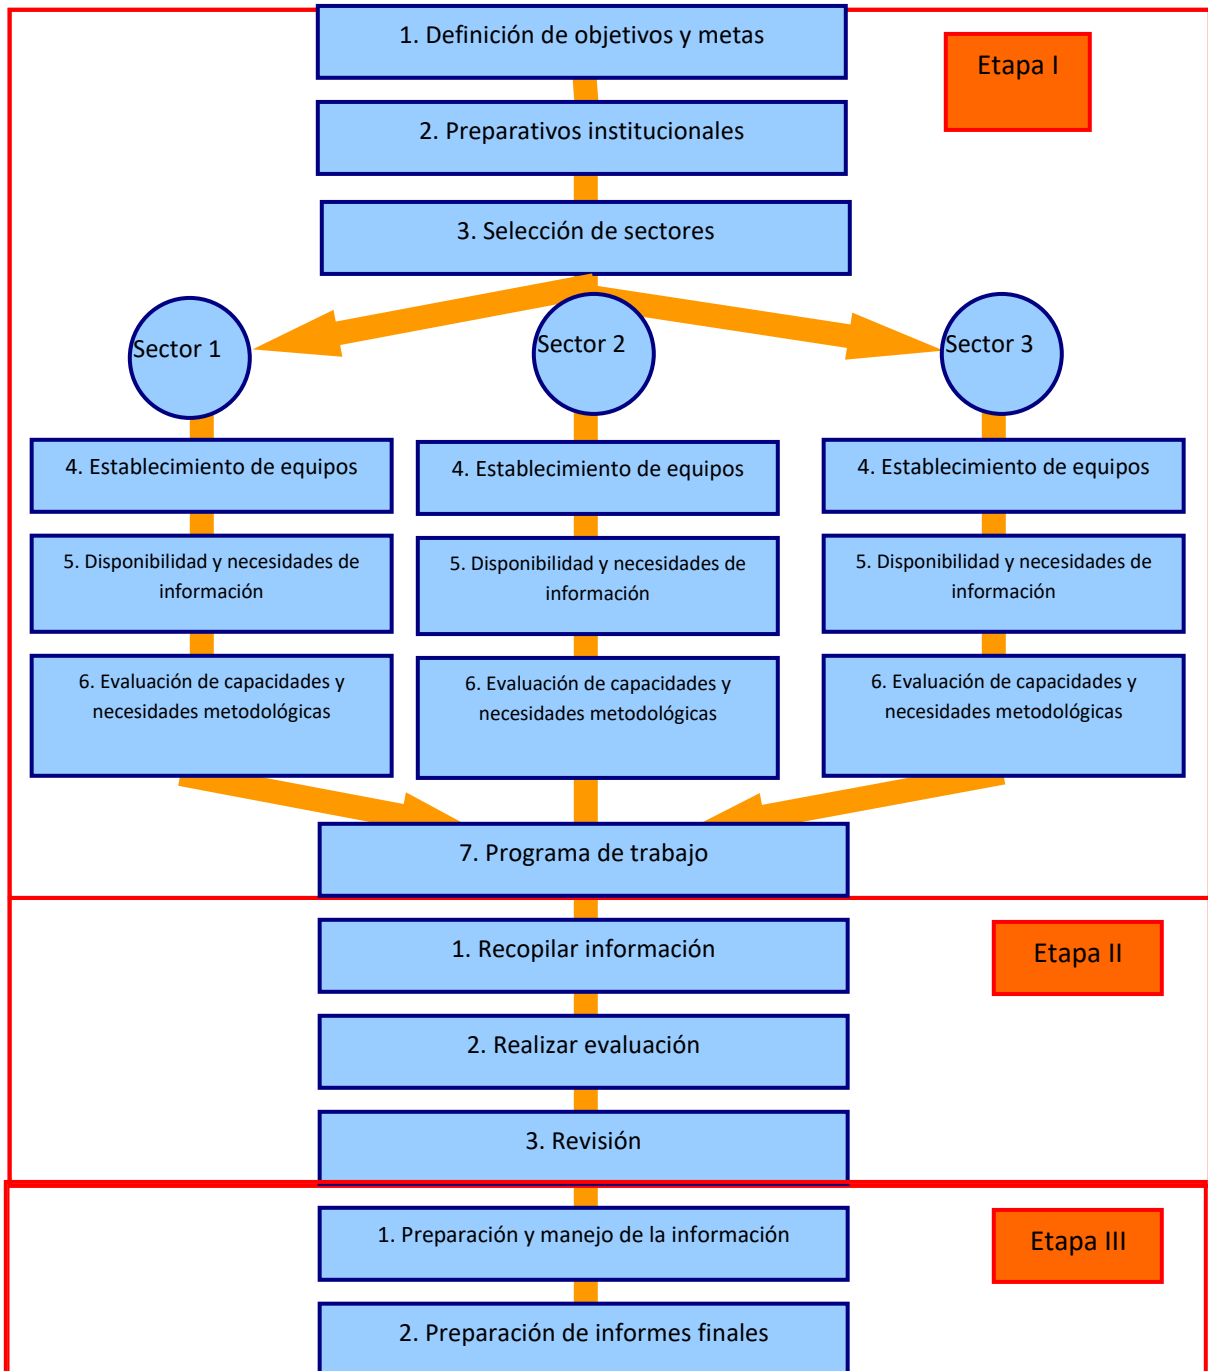 1. Definición de objetivos y metas
Etapa I
2. Preparativos institucionales
3. Selección de sectores
Sector 1
Sector 2
Sector 3
4. Establecimiento de equipos
4. Establecimiento de equipos
4. Establecimiento de equipos
5. Disponibilidad y necesidades de
información
5. Disponibilidad y necesidades de
información
5. Disponibilidad y necesidades de
información
6. Evaluación de capacidades y
necesidades metodológicas
6. Evaluación de capacidades y
necesidades metodológicas
6. Evaluación de capacidades y
necesidades metodológicas
7. Programa de trabajo
1. Recopilar información
Etapa II
2. Realizar evaluación
3. Revisión
1. Preparación y manejo de la información
Etapa III
2. Preparación de informes finales